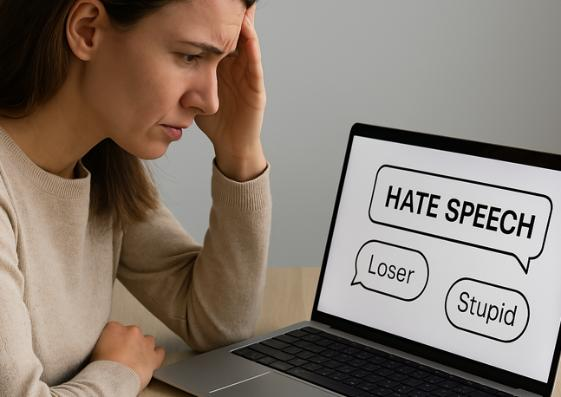 HATE SPEECH
Loser
Stupid